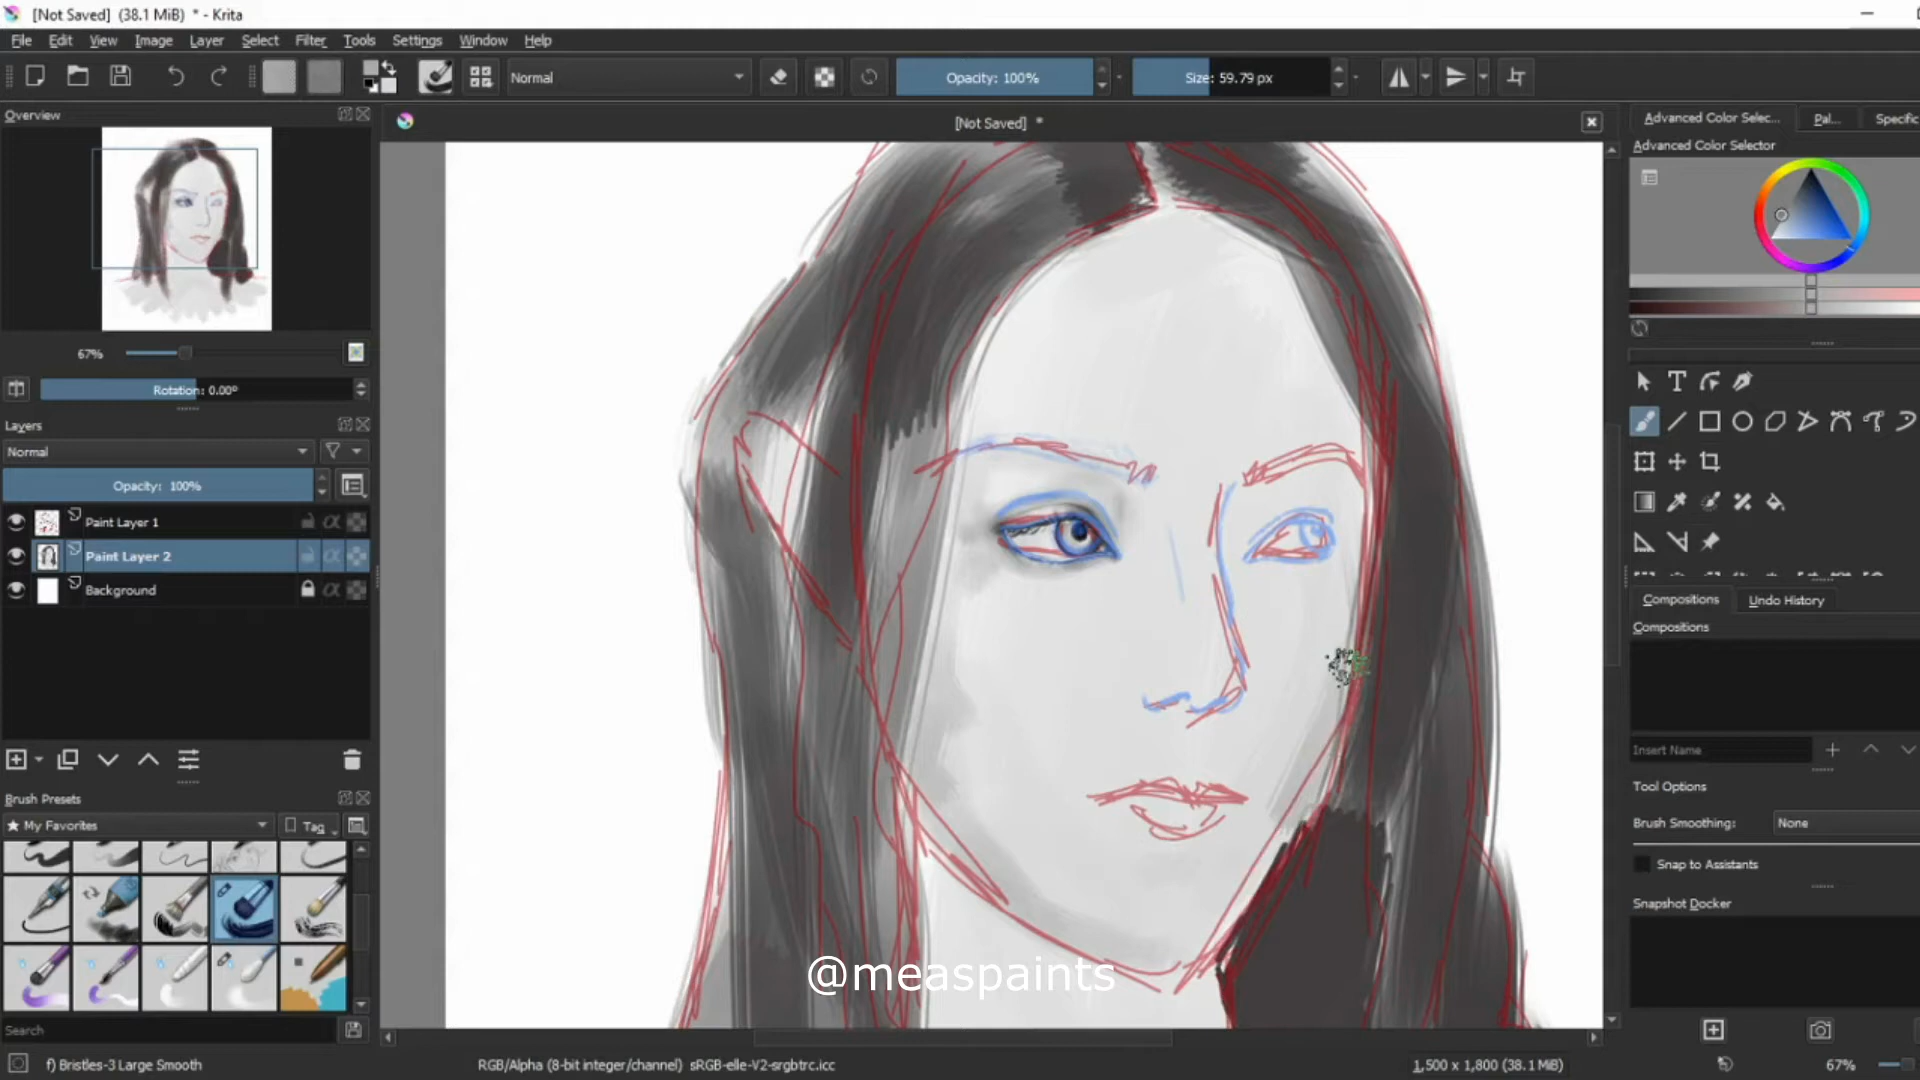 [Not Saved]  (38.1 MiB)  * - Krita
File Edit View Image Layer Select Filter Tools Settings Window Help
Normal
Opacity: 100%
Size: 59.79 px
Overview
[Not Saved]  *
Advanced Color Selec...
Pal...
Specific
Advanced Color Selector
67%
Rotation: 0.00°
Layers
Normal
Opacity: 100%
Paint Layer 1
Paint Layer 2
Background
Compositions
Undo History
Compositions
Insert Name
Tool Options
Brush Smoothing:
None
Snap to Assistants
Snapshot Docker
Brush Presets
★ My Favorites
Tag
Search
@measpaints
f) Bristles-3 Large Smooth
RGB/Alpha (8-bit integer/channel)  sRGB-elle-V2-srgbtrc.icc
1,500 x 1,800 (38.1 MiB)
67%